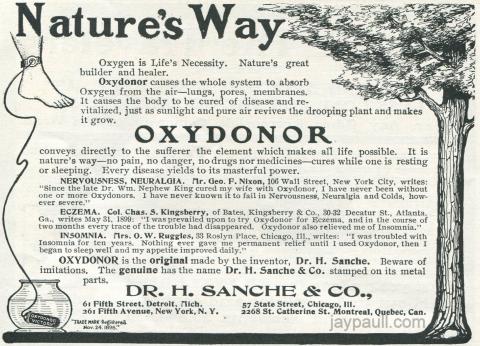 Nature's Way
Oxygen is Life's Necessity. Nature's great
builder and healer.
Oxydonor causes the whole system to absorb
Oxygen from the air—lungs, pores, membranes.
It causes the body to be cured of disease and re-
vitalized, just as sunlight and pure air revives the drooping plant and makes
it grow.
OXYDONOR
conveys directly to the sufferer the element which makes all life possible. It is
nature's way—no pain, no danger, no drugs nor medicines—cures while one is resting
or sleeping. Every disease yields to its masterful power.
NERVOUSNESS, NEURALGIA. Mr. Geo. F. Nixon, 106 Wall Street, New York City, writes:
"Since the late Dr. Wm. Nephew King cured my wife with Oxydonor, I have never been without
one or more Oxydonors. I have never known it to fail in Nervousness, Neuralgia and Colds, how-
ever severe."
ECZEMA. Col. Chas. S. Kingsberry, of Bates, Kingsberry & Co., 30-32 Decatur St., Atlanta,
Ga., writes May 31, 1899: "I was prevailed upon to try Oxydonor for Eczema, and in the course of
two months every trace of the trouble had disappeared. Oxydonor also relieved me of Insomnia."
INSOMNIA. Mrs. O. W. Ruggles, 33 Roslyn Place, Chicago, Ill., writes: "I was troubled with
Insomnia for ten years. Nothing ever gave me permanent relief until I used Oxydonor, then I
began to sleep well and my appetite improved daily."
OXYDONOR is the original made by the inventor, Dr. H. Sanche. Beware of
imitations. The genuine has the name Dr. H. Sanche & Co. stamped on its metal
parts.
DR. H. SANCHE & CO.,
61 Fifth Street, Detroit, Mich.
57 State Street, Chicago, Ill.
261 Fifth Avenue, New York, N. Y.
2268 St. Catherine St. Montreal, Quebec, Can.
OXYDONOR
VICTORY
"TRADE MARK Registered
Nov. 24, 1896."
jaypaull.com